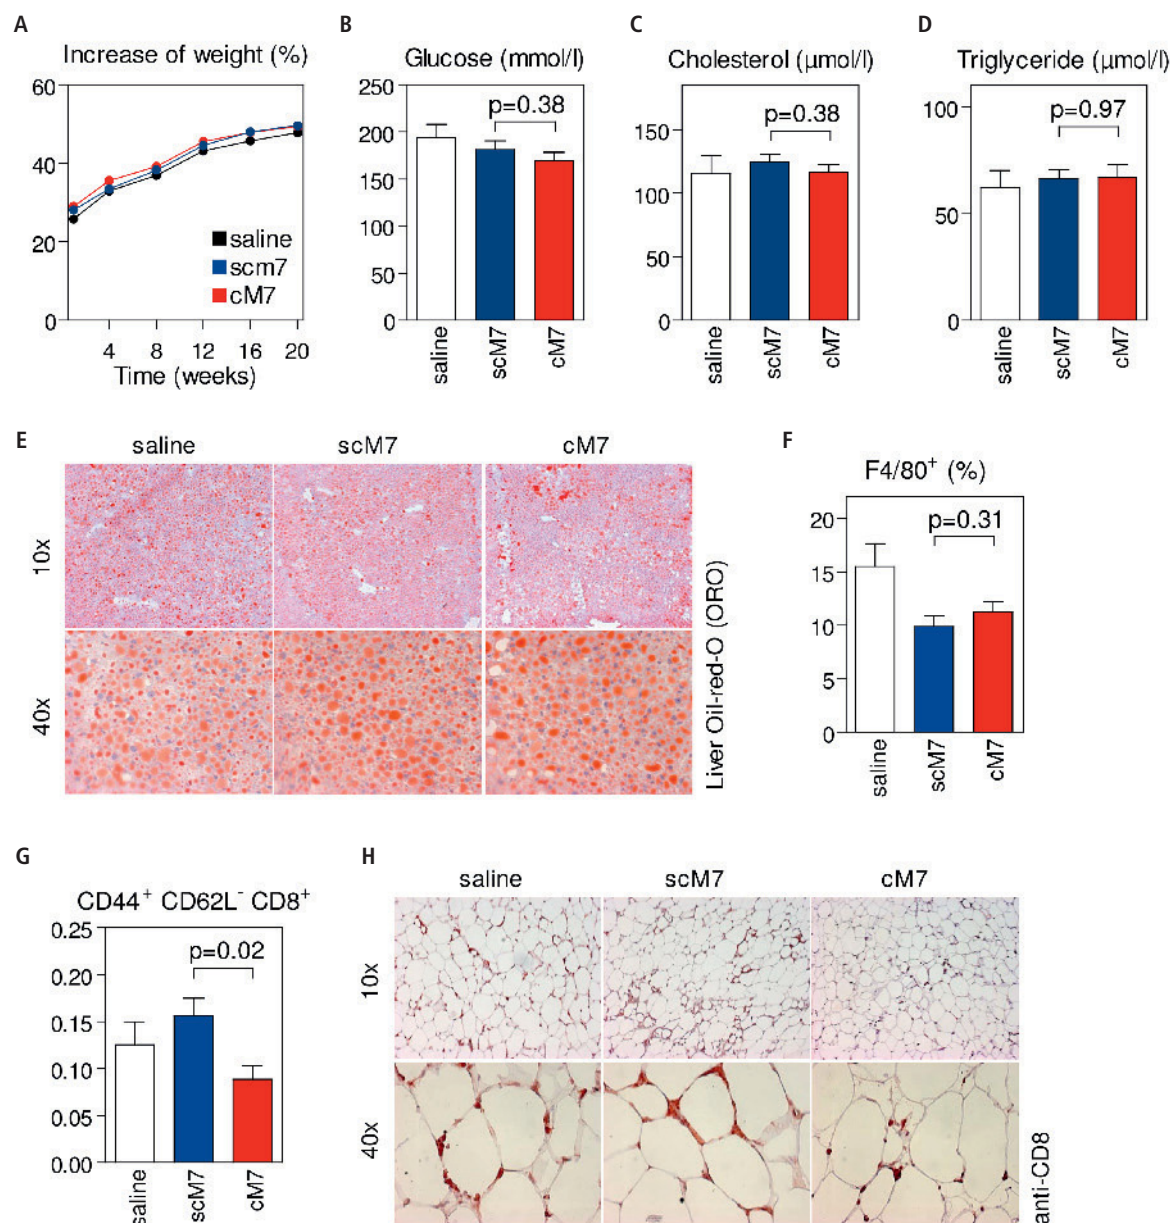 A
Increase of weight (%)
60
40
20
0
4 8 12 16 20
Time (weeks)
saline
scm7
cM7
B
Glucose (mmol/l)
250
200
150
100
50
0
p=0.38
saline
scM7
cM7
C
Cholesterol (µmol/l)
150
100
50
0
p=0.38
saline
scM7
cM7
D
Triglyceride (µmol/l)
100
50
0
p=0.97
saline
scM7
cM7
E
saline scM7 cM7
10x
40x
Liver Oil-red-O (ORO)
F
F4/80⁺ (%)
20
15
10
5
0
p=0.31
saline
scM7
cM7
G
CD44⁺ CD62L⁻ CD8⁺
0.25
0.20
0.15
0.10
0.05
0.00
p=0.02
saline
scM7
cM7
H
saline scM7 cM7
10x
40x
anti-CD8